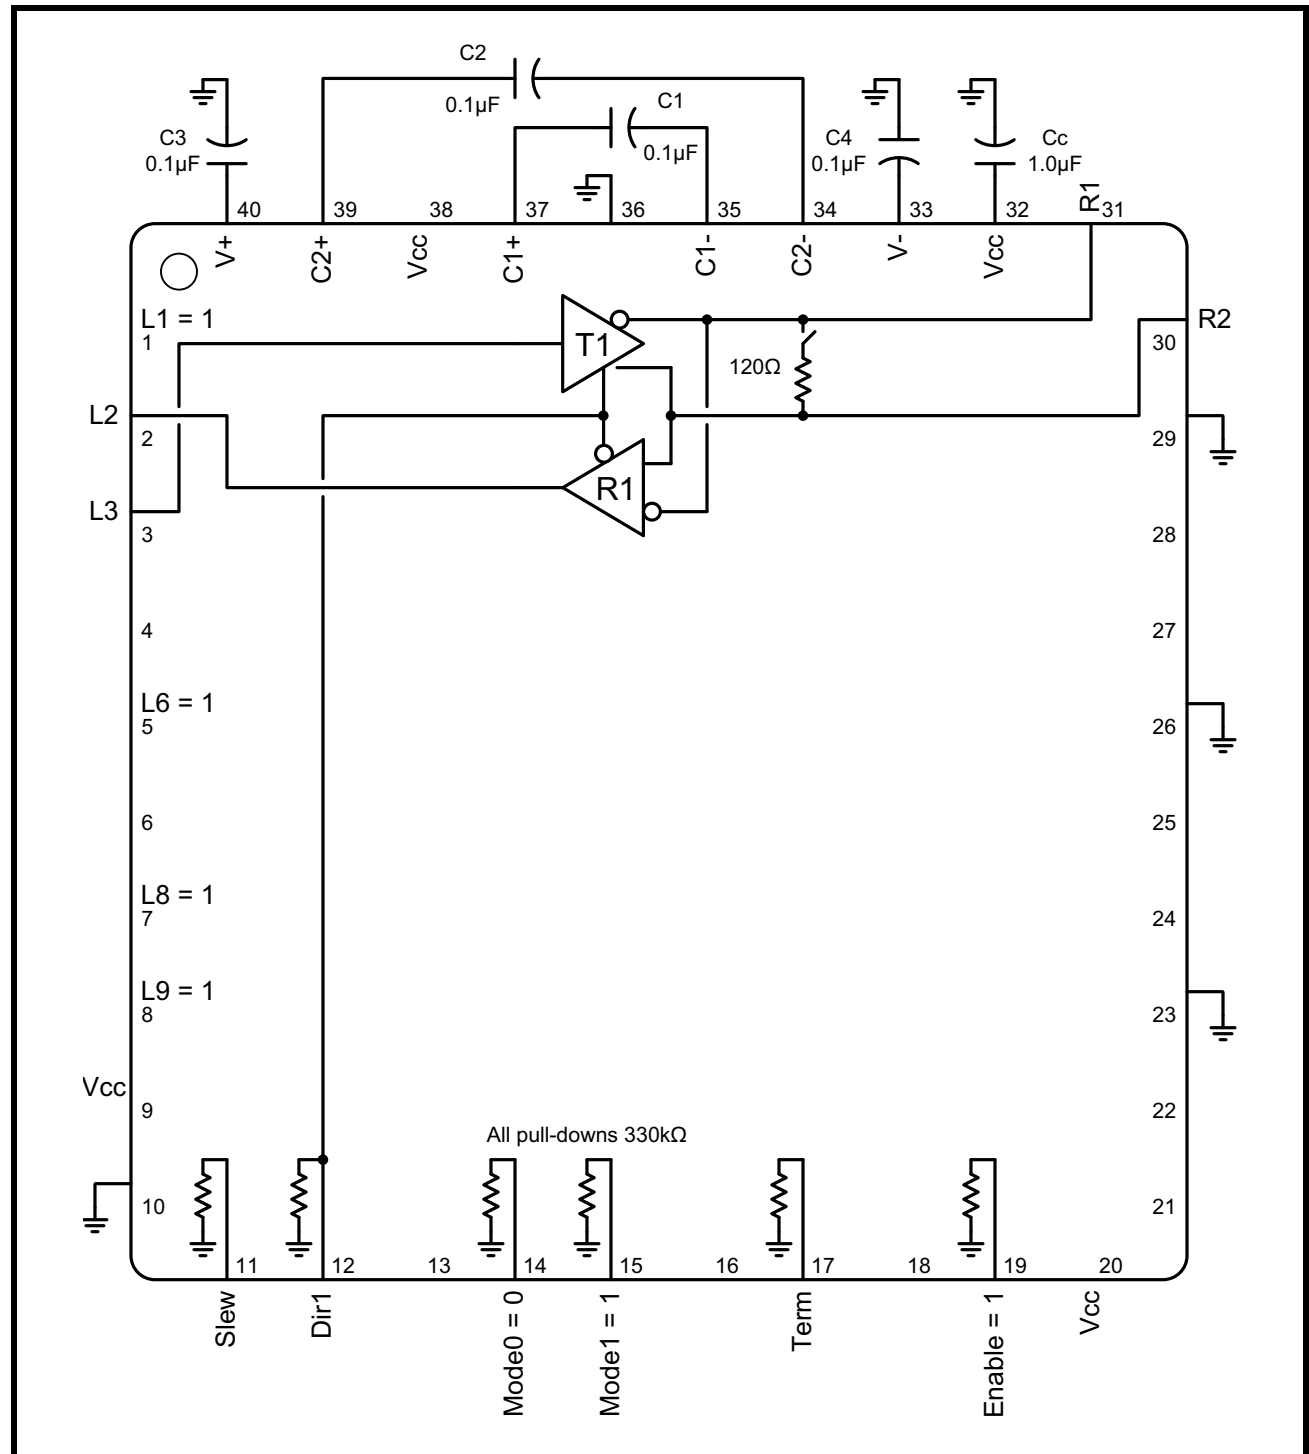 C2
0.1µF
C1
0.1µF
C3
0.1µF
C4
0.1µF
Cc
1.0µF
R1
40
39
38
37
36
35
34
33
32
31
V+
C2+
Vcc
C1+
C1-
C2-
V-
Vcc
L1 = 1
1
T1
120Ω
R2
30
L2
2
29
R1
L3
3
28
4
27
L6 = 1
5
26
6
25
L8 = 1
7
24
L9 = 1
8
23
Vcc
9
22
All pull-downs 330kΩ
10
21
11
12
13
14
15
16
17
18
19
20
Slew
Dir1
Mode0 = 0
Mode1 = 1
Term
Enable = 1
Vcc